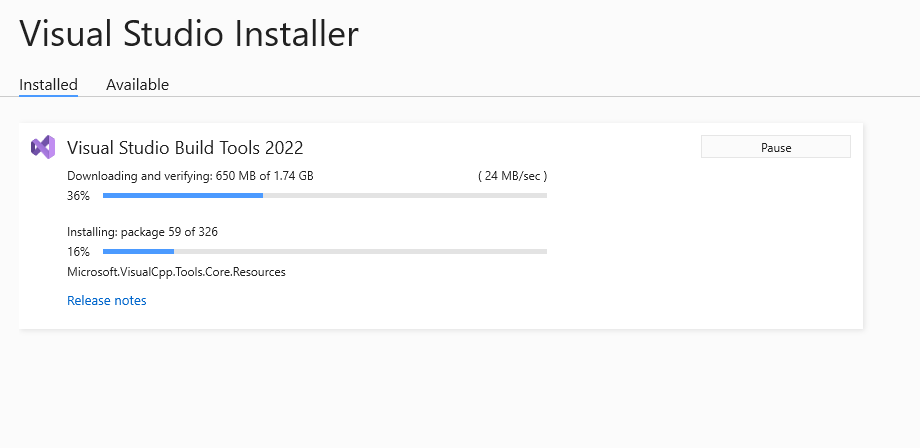 Visual Studio Installer
Installed Available
Visual Studio Build Tools 2022
Pause
Downloading and verifying: 650 MB of 1.74 GB ( 24 MB/sec )
36%
Installing: package 59 of 326
16%
Microsoft.VisualCpp.Tools.Core.Resources
Release notes